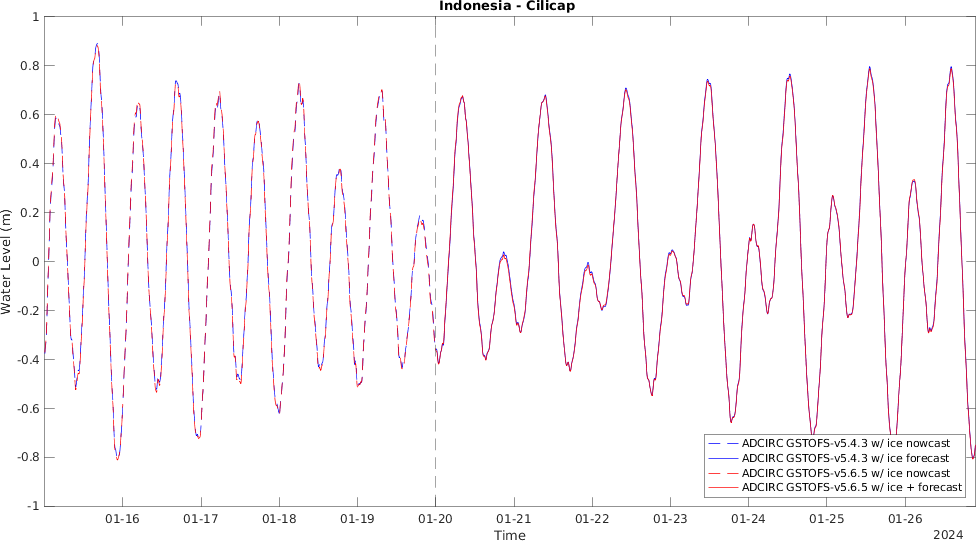 Indonesia - Cilicap
1
0.8
0.6
0.4
0.2
0
-0.2
-0.4
-0.6
-0.8
-1
Water Level (m)
01-16 01-17 01-18 01-19 01-20 01-21 01-22 01-23 01-24 01-25 01-26
Time
2024
ADCIRC GSTOFS-v5.4.3 w/ ice nowcast
ADCIRC GSTOFS-v5.4.3 w/ ice forecast
ADCIRC GSTOFS-v5.6.5 w/ ice nowcast
ADCIRC GSTOFS-v5.6.5 w/ ice + forecast